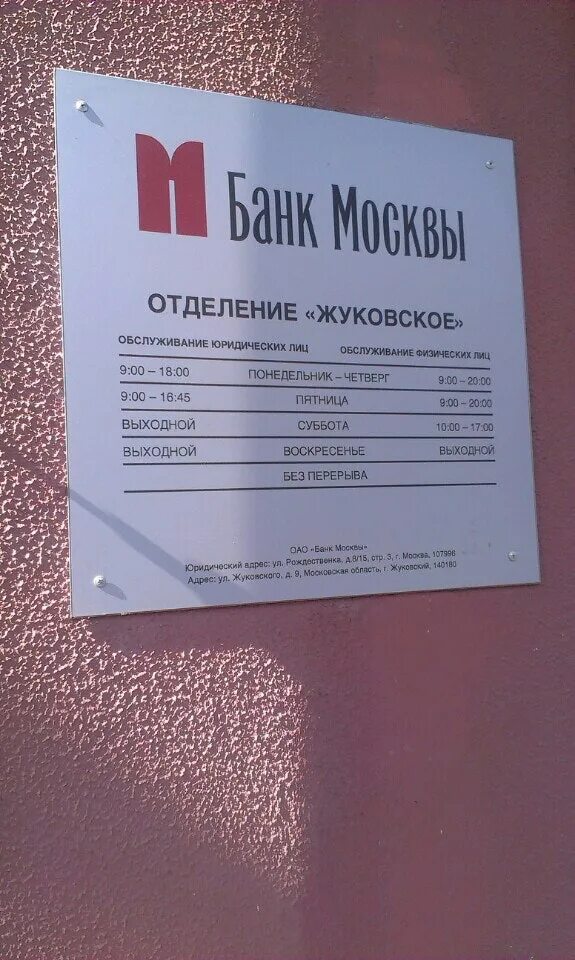 Банк Москвы
ОТДЕЛЕНИЕ «ЖУКОВСКОЕ»
ОБСЛУЖИВАНИЕ ЮРИДИЧЕСКИХ ЛИЦ ОБСЛУЖИВАНИЕ ФИЗИЧЕСКИХ ЛИЦ
9:00 – 18:00 ПОНЕДЕЛЬНИК – ЧЕТВЕРГ 9:00 – 20:00
9:00 – 16:45 ПЯТНИЦА 9:00 – 20:00
ВЫХОДНОЙ СУББОТА 10:00 – 17:00
ВЫХОДНОЙ ВОСКРЕСЕНЬЕ ВЫХОДНОЙ
БЕЗ ПЕРЕРЫВА
ОАО «Банк Москвы»
Юридический адрес: ул. Рождественка, д.8/15, стр. 3, г. Москва, 107996
Адрес: ул. Жуковского, д. 9, Московская область, г. Жуковский, 140180